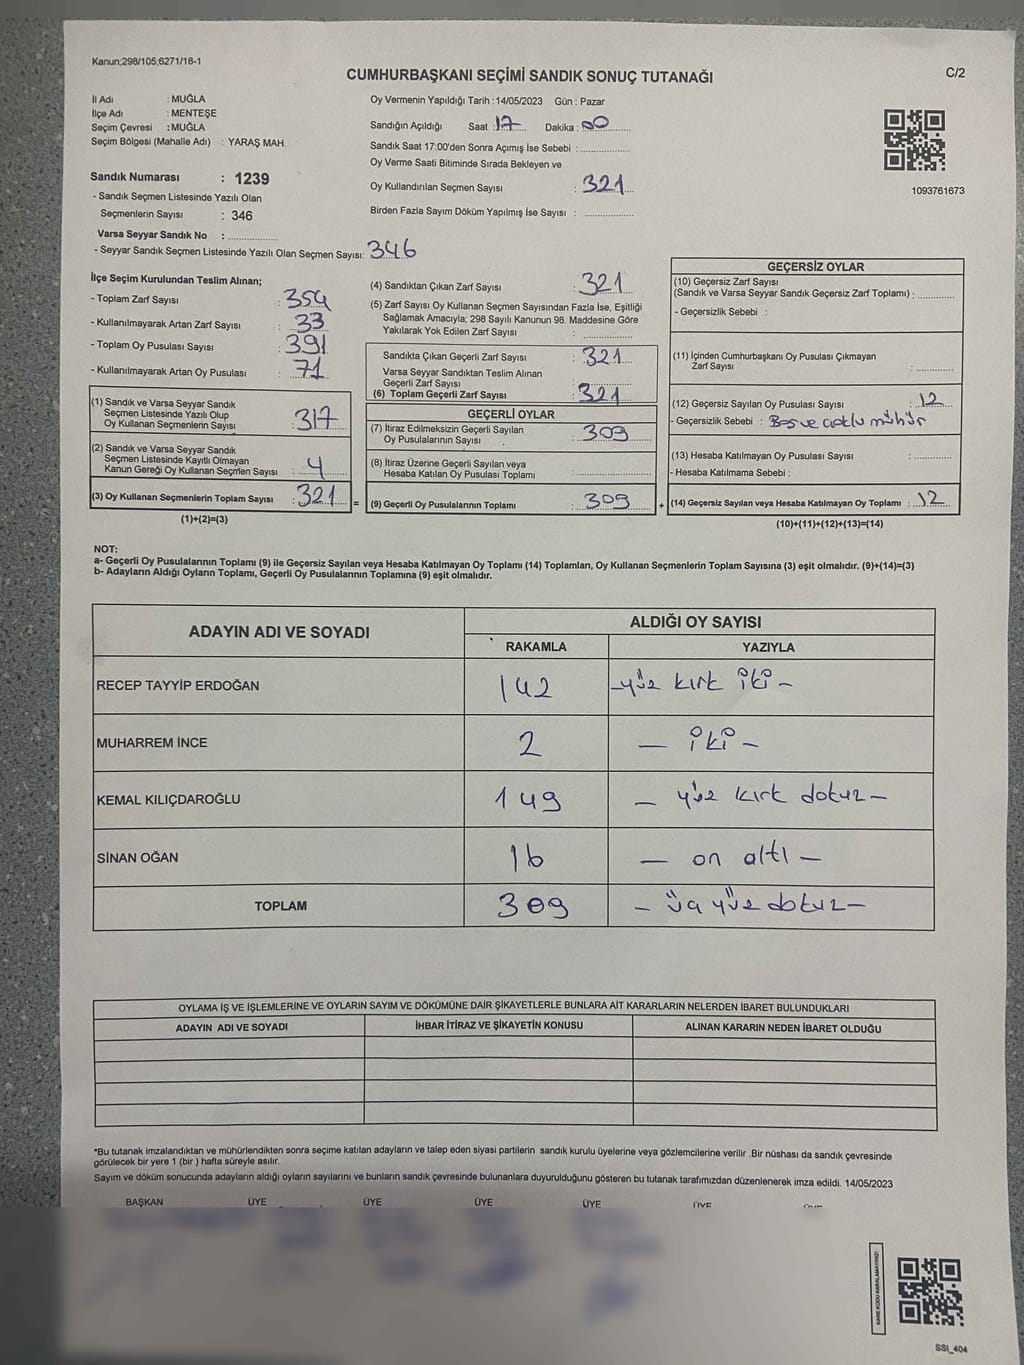 Kanun;298/105;6271/18-1
CUMHURBAŞKANI SEÇİMİ SANDIK SONUÇ TUTANAĞI
C/2
İl Adı : MUĞLA
İlçe Adı : MENTEŞE
Seçim Çevresi : MUĞLA
Seçim Bölgesi (Mahalle Adı) : YARAŞ MAH.
Sandık Numarası : 1239
- Sandık Seçmen Listesinde Yazılı Olan
Seçmenlerin Sayısı : 346
Varsa Seyyar Sandık No : ..................
- Seyyar Sandık Seçmen Listesinde Yazılı Olan Seçmen Sayısı: 346
Oy Vermenin Yapıldığı Tarih :14/05/2023 Gün : Pazar
Sandığın Açıldığı Saat :17 Dakika: 00
Sandık Saat 17:00'den Sonra Açımış İse Sebebi : ..................
Oy Verme Saati Bitiminde Sırada Bekleyen ve
Oy Kullandırılan Seçmen Sayısı : 321
Birden Fazla Sayım Döküm Yapılmış İse Sayısı : ..................
1093761673
İlçe Seçim Kurulundan Teslim Alınan;
- Toplam Zarf Sayısı : 354
- Kullanılmayarak Artan Zarf Sayısı : 33
- Toplam Oy Pusulası Sayısı : 391
- Kullanılmayarak Artan Oy Pusulası : 71
(1) Sandık ve Varsa Seyyar Sandık
Seçmen Listesinde Yazılı Olup
Oy Kullanan Seçmenlerin Sayısı : 317
(2) Sandık ve Varsa Seyyar Sandık
Seçmen Listesinde Kayıtlı Olmayan
Kanun Gereği Oy Kullanan Seçmen Sayısı : 4
(3) Oy Kullanan Seçmenlerin Toplam Sayısı : 321 =
(1)+(2)=(3)
(4) Sandıktan Çıkan Zarf Sayısı : 321
(5) Zarf Sayısı Oy Kullanan Seçmen Sayısından Fazla İse, Eşitliği
Sağlamak Amacıyla; 298 Sayılı Kanunun 98. Maddesine Göre
Yakılarak Yok Edilen Zarf Sayısı : ..................
Sandıkta Çıkan Geçerli Zarf Sayısı : 321
Varsa Seyyar Sandıktan Teslim Alınan
Geçerli Zarf Sayısı : ..................
(6) Toplam Geçerli Zarf Sayısı : 321
GEÇERLİ OYLAR
(7) İtiraz Edilmeksizin Geçerli Sayılan
Oy Pusulalarının Sayısı : 309
(8) İtiraz Üzerine Geçerli Sayılan veya
Hesaba Katılan Oy Pusulası Toplamı : ..................
(9) Geçerli Oy Pusulalarının Toplamı : 309 +
GEÇERSİZ OYLAR
(10) Geçersiz Zarf Sayısı
(Sandık ve Varsa Seyyar Sandık Geçersiz Zarf Toplamı) : ............
- Geçersizlik Sebebi :
(11) İçinden Cumhurbaşkanı Oy Pusulası Çıkmayan
Zarf Sayısı : ............
(12) Geçersiz Sayılan Oy Pusulası Sayısı : 12
- Geçersizlik Sebebi : Boş ve çoklu mühür
(13) Hesaba Katılmayan Oy Pusulası Sayısı : ............
- Hesaba Katılmama Sebebi :
(14) Geçersiz Sayılan veya Hesaba Katılmayan Oy Toplamı : 12
(10)+(11)+(12)+(13)=(14)
NOT:
a- Geçerli Oy Pusulalarının Toplamı (9) ile Geçersiz Sayılan veya Hesaba Katılmayan Oy Toplamı (14) Toplamları, Oy Kullanan Seçmenlerin Toplam Sayısına (3) eşit olmalıdır. (9)+(14)=(3)
b- Adayların Aldığı Oyların Toplamı, Geçerli Oy Pusulalarının Toplamına (9) eşit olmalıdır.
ADAYIN ADI VE SOYADI ALDIĞI OY SAYISI
RAKAMLA YAZIYLA
RECEP TAYYİP ERDOĞAN 142 -yüz kırk iki-
MUHARREM İNCE 2 - iki -
KEMAL KILIÇDAROĞLU 149 - yüz kırk dokuz-
SİNAN OĞAN 16 - on altı -
TOPLAM 309 - üç yüz dokuz-
OYLAMA İŞ VE İŞLEMLERİNE VE OYLARIN SAYIM VE DÖKÜMÜNE DAİR ŞİKAYETLERLE BUNLARA AİT KARARLARIN NELERDEN İBARET BULUNDUKLARI
ADAYIN ADI VE SOYADI İHBAR İTİRAZ VE ŞİKAYETİN KONUSU ALINAN KARARIN NEDEN İBARET OLDUĞU
*Bu tutanak imzalandıktan ve mühürlendikten sonra seçime katılan adayların ve talep eden siyasi partilerin sandık kurulu üyelerine veya gözlemcilerine verilir .Bir nüshası da sandık çevresinde
görülecek bir yere 1 (bir ) hafta süreyle asılır.
Sayım ve döküm sonucunda adayların aldığı oyların sayılarını ve bunların sandık çevresinde bulunanlara duyurulduğunu gösteren bu tutanak tarafımızdan düzenlenerek imza edildi. 14/05/2023
BAŞKAN ÜYE ÜYE ÜYE ÜYE ÜYE
KARE KODU KARALAMAYINIZ!
SSI_404